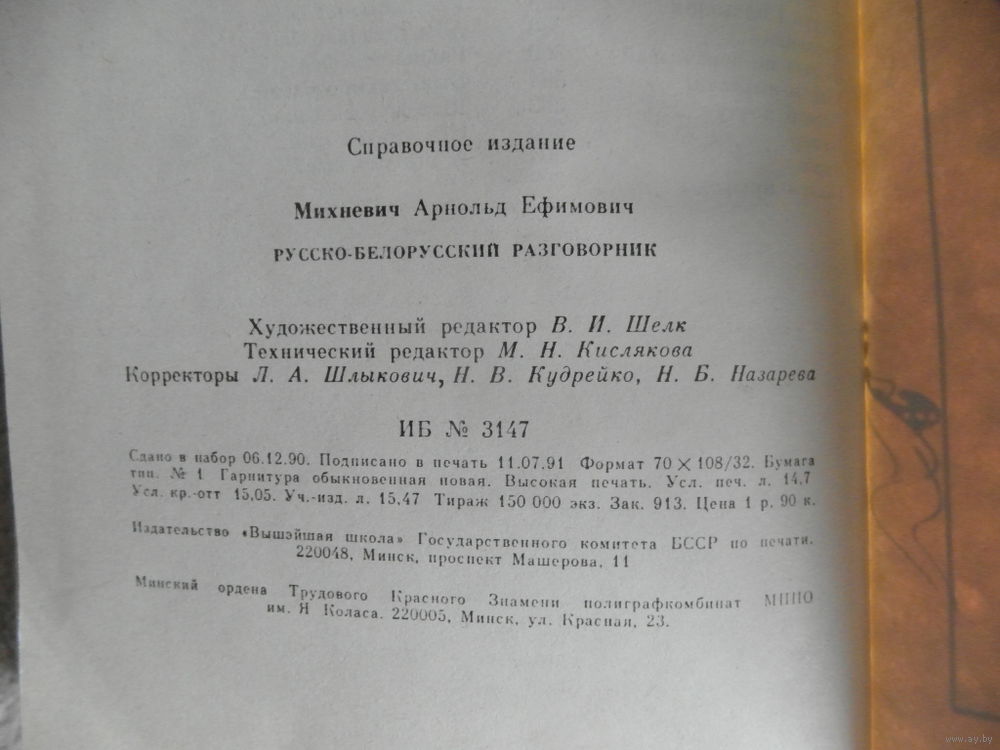 Справочное издание
Михневич Арнольд Ефимович
РУССКО-БЕЛОРУССКИЙ РАЗГОВОРНИК
Художественный редактор В. И. Шелк
Технический редактор М. Н. Кислякова
Корректоры Л. А. Шлыкович, Н. В. Кудрейко, Н. Б. Назарева
ИБ № 3147
Сдано в набор 06.12.90. Подписано в печать 11.07.91 Формат 70 × 108/32. Бумага
тип. № 1 Гарнитура обыкновенная новая. Высокая печать. Усл. печ. л. 14,7
Усл. кр.-отт 15,05. Уч.-изд. л. 15,47 Тираж 150 000 экз. Зак. 913. Цена 1 р. 90 к.
Издательство «Вышэйшая школа» Государственного комитета БССР по печати.
220048, Минск, проспект Машерова, 11
Минский ордена Трудового Красного Знамени полиграфкомбинат МППО
им. Я Коласа. 220005, Минск, ул. Красная, 23.
www.ay.by